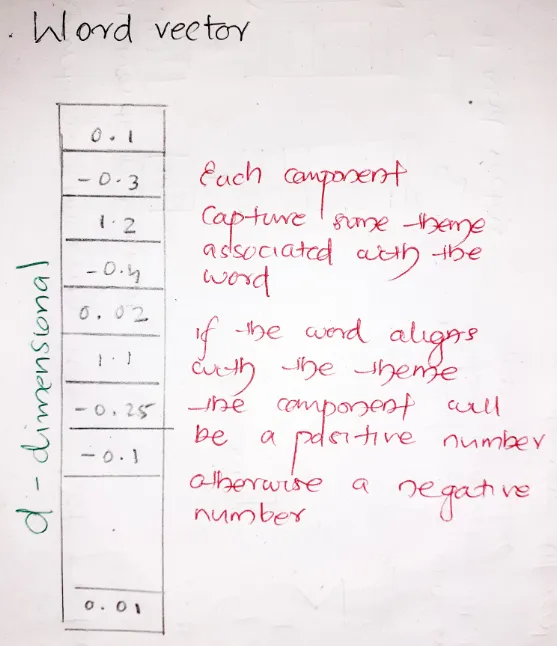 . Word vector
0.1
-0.3
1.2
-0.4
0.02
1.1
-0.25
-0.1
0.01
d-dimensional
Each component
Capture some theme
associated with the
word
if the word aligns
with the theme
the component will
be a positive number
otherwise a negative
number